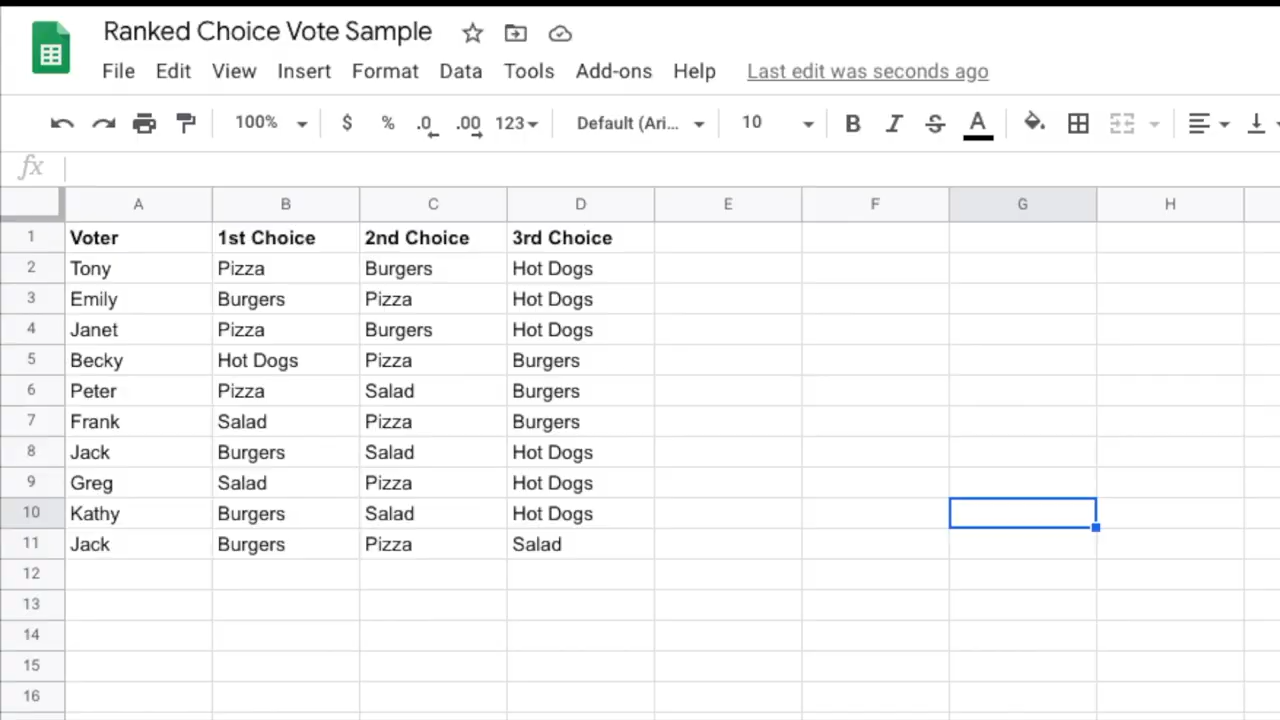 Ranked Choice Vote Sample
File Edit View Insert Format Data Tools Add-ons Help Last edit was seconds ago
100% $ % .0 .00 123 Default (Ari... 10 B I S A
fx
A B C D E F G H
1 Voter 1st Choice 2nd Choice 3rd Choice
2 Tony Pizza Burgers Hot Dogs
3 Emily Burgers Pizza Hot Dogs
4 Janet Pizza Burgers Hot Dogs
5 Becky Hot Dogs Pizza Burgers
6 Peter Pizza Salad Burgers
7 Frank Salad Pizza Burgers
8 Jack Burgers Salad Hot Dogs
9 Greg Salad Pizza Hot Dogs
10 Kathy Burgers Salad Hot Dogs
11 Jack Burgers Pizza Salad
12
13
14
15
16